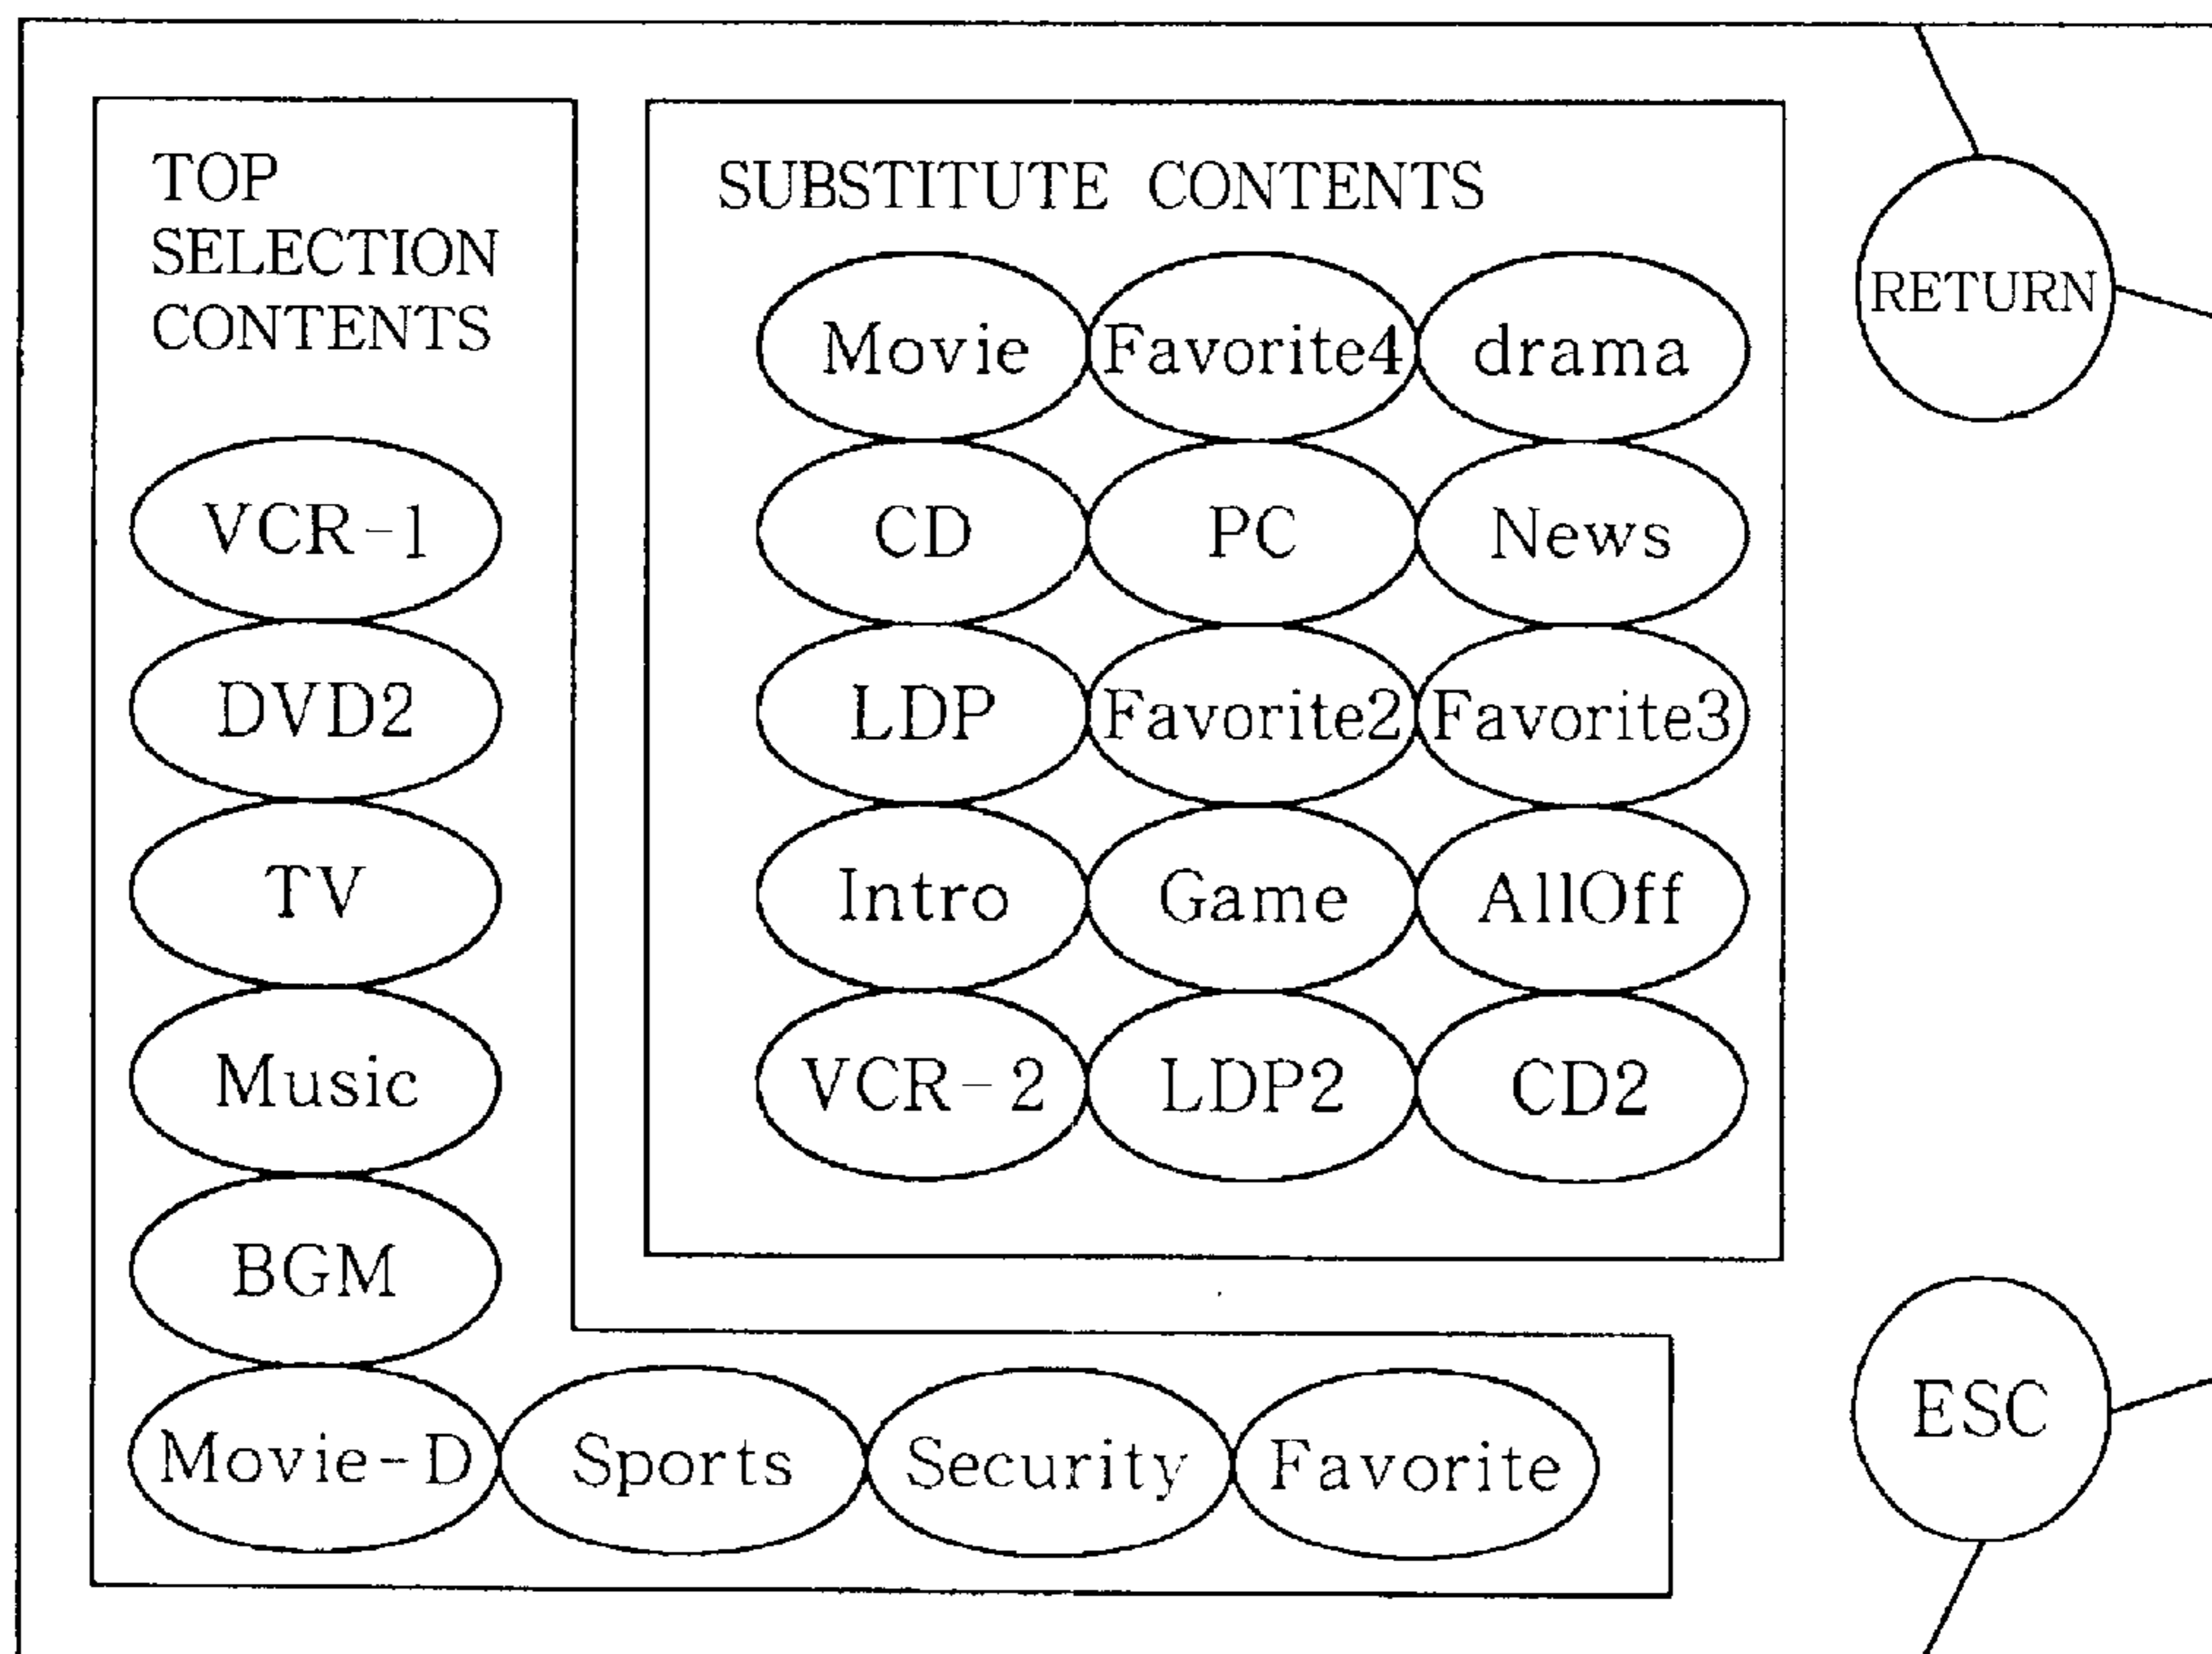 TOP
SELECTION
CONTENTS
VCR-1
DVD2
TV
Music
BGM
Movie-D Sports Security Favorite
SUBSTITUTE CONTENTS
Movie Favorite4 drama
CD PC News
LDP Favorite2 Favorite3
Intro Game AllOff
VCR-2 LDP2 CD2
RETURN
ESC